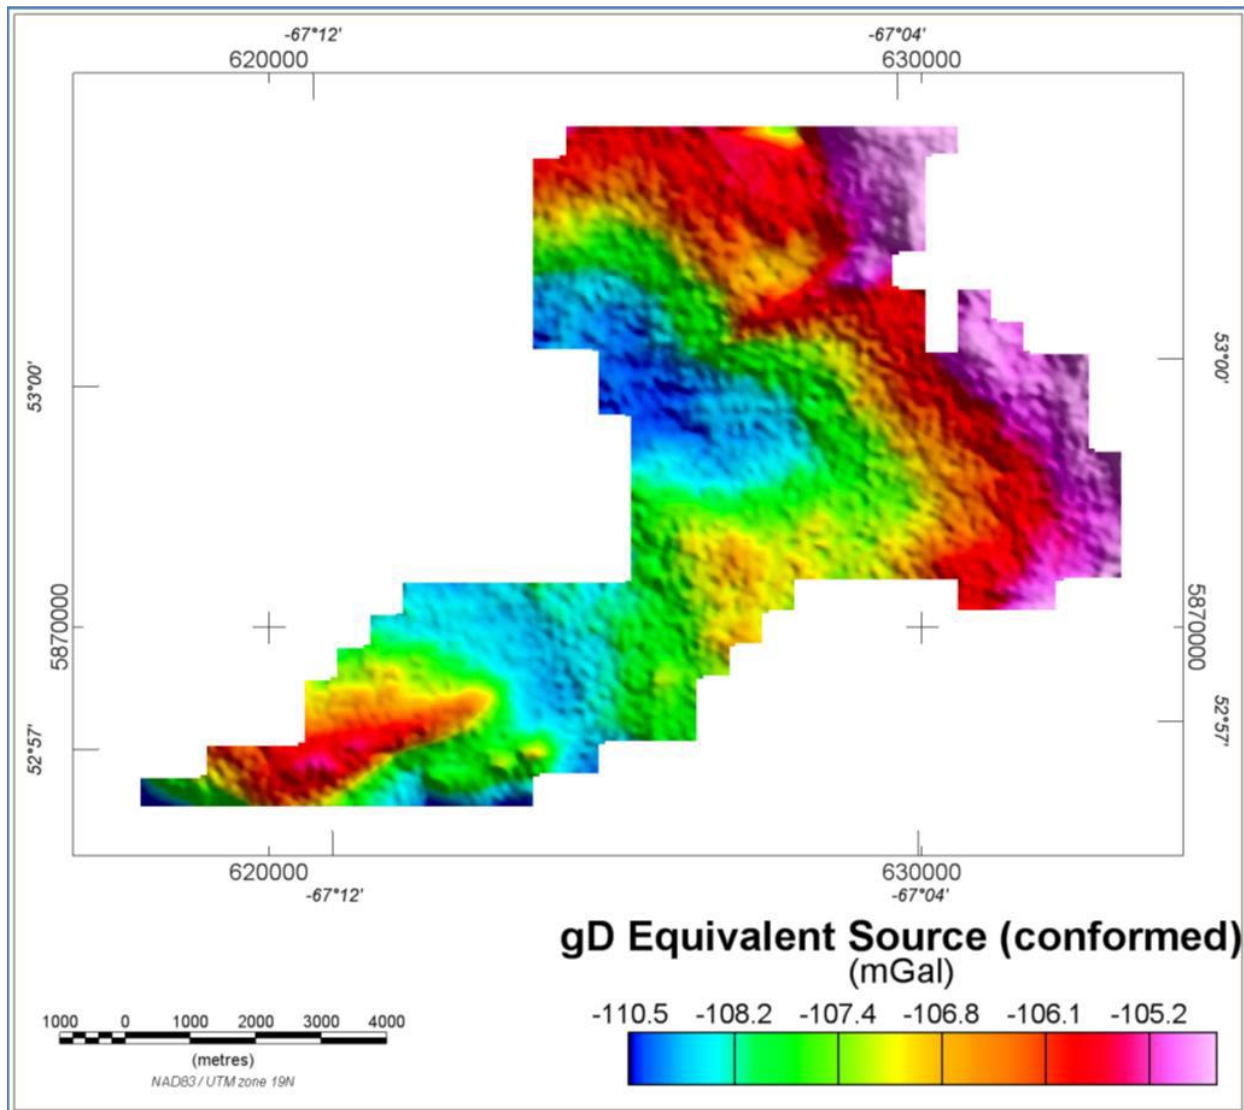 -67°12' -67°04'
620000 630000
53°00' 53°00'
5870000 5870000
52°57' 52°57'
620000 630000
-67°12' -67°04'
gD Equivalent Source (conformed)
(mGal)
-110.5 -108.2 -107.4 -106.8 -106.1 -105.2
1000 0 1000 2000 3000 4000
(metres)
NAD83 / UTM zone 19N